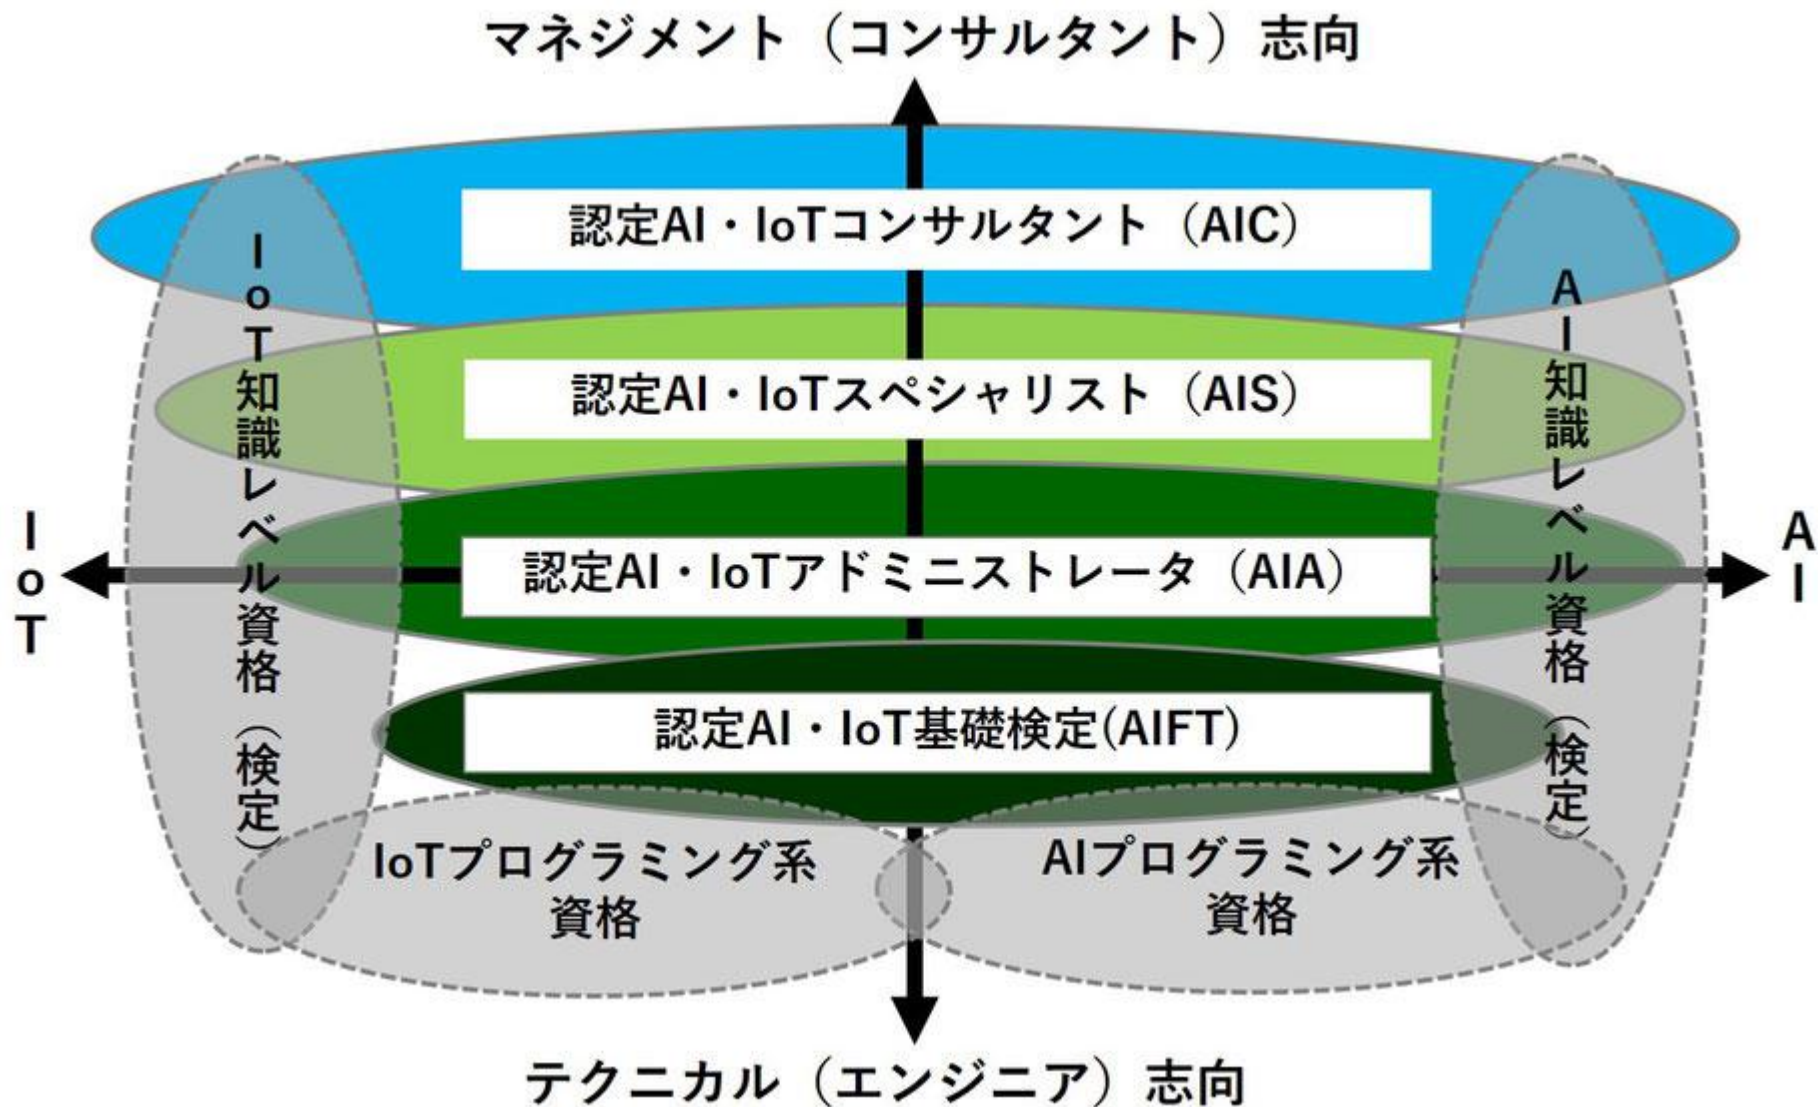 マネジメント（コンサルタント）志向
認定AI・IoTコンサルタント（AIC）
認定AI・IoTスペシャリスト（AIS）
認定AI・IoTアドミニストレータ（AIA）
認定AI・IoT基礎検定(AIFT)
IoT知識レベル資格（検定）
AI知識レベル資格（検定）
IoT
AI
IoTプログラミング系
資格
AIプログラミング系
資格
テクニカル（エンジニア）志向